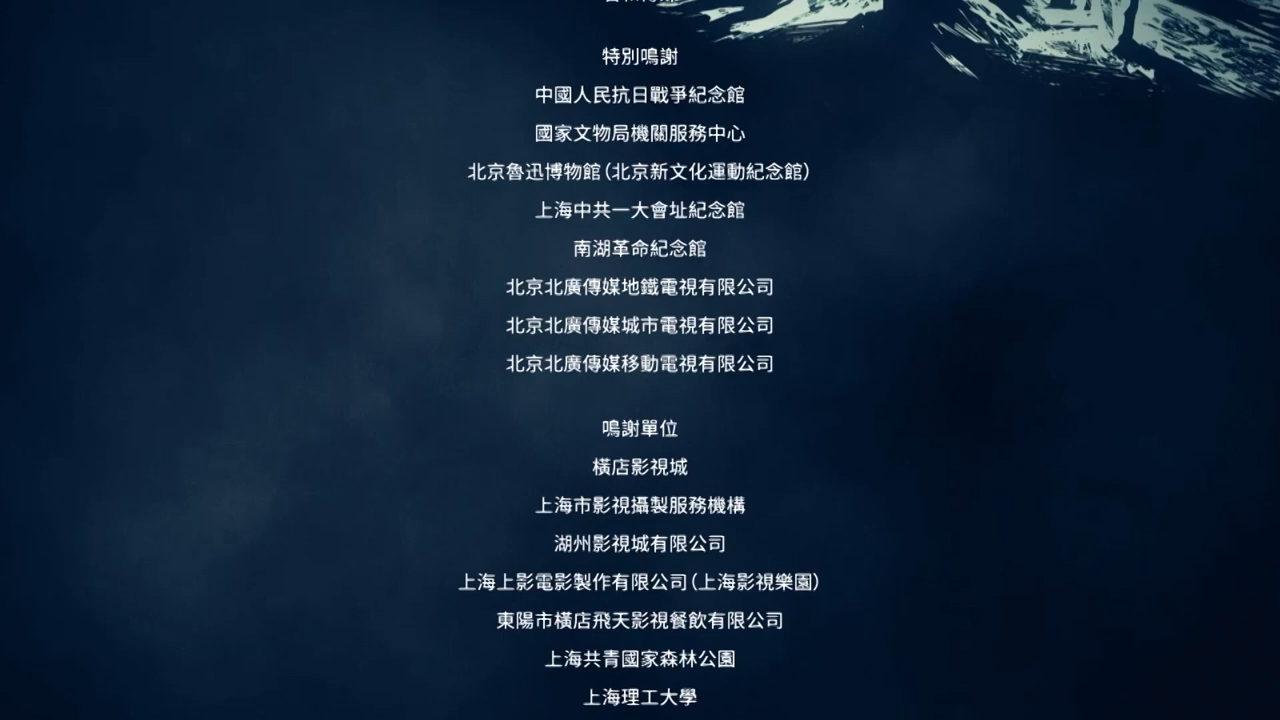 特別鳴謝
中國人民抗日戰爭紀念館
國家文物局機關服務中心
北京魯迅博物館(北京新文化運動紀念館)
上海中共一大會址紀念館
南湖革命紀念館
北京北廣傳媒地鐵電視有限公司
北京北廣傳媒城市電視有限公司
北京北廣傳媒移動電視有限公司
鳴謝單位
橫店影視城
上海市影視攝製服務機構
湖州影視城有限公司
上海上影電影製作有限公司(上海影視樂園)
東陽市橫店飛天影視餐飲有限公司
上海共青國家森林公園
上海理工大學